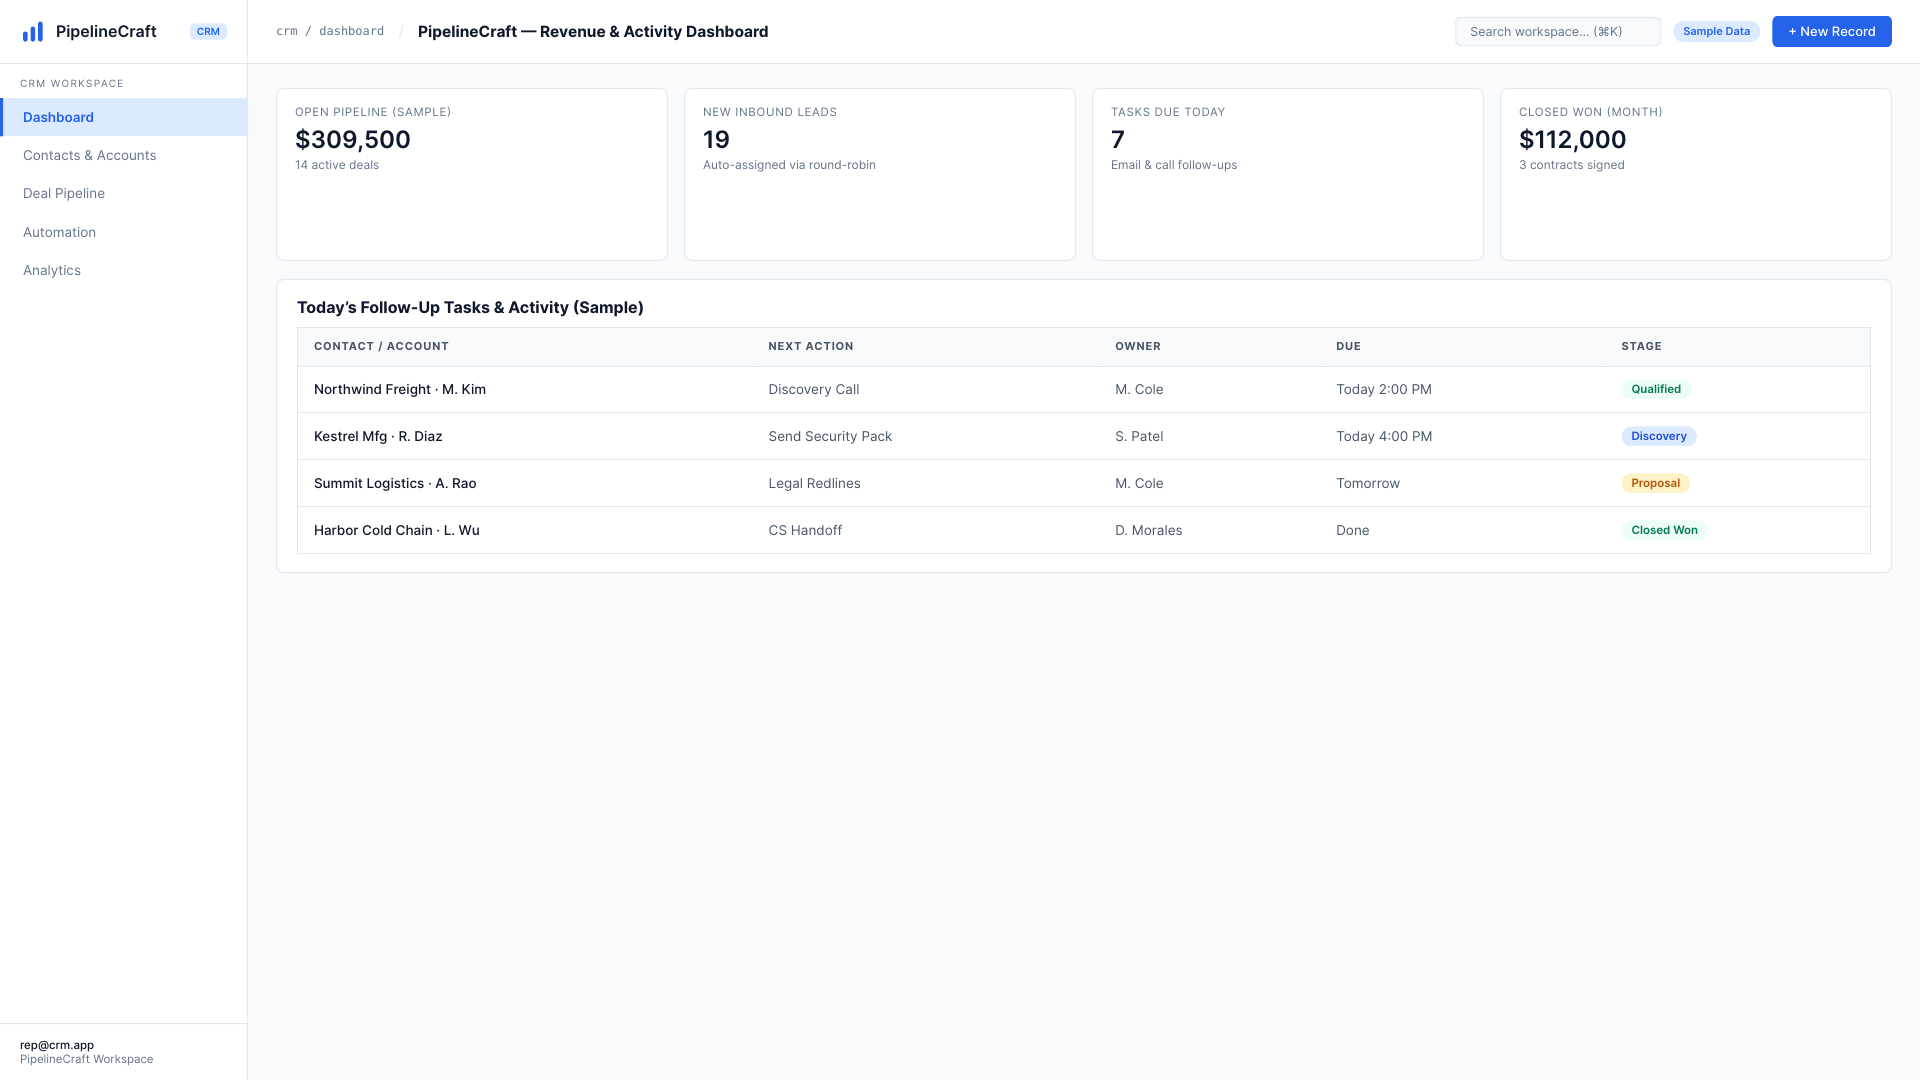 PipelineCraft CRM
CRM WORKSPACE
Dashboard
Contacts & Accounts
Deal Pipeline
Automation
Analytics
rep@crm.app
PipelineCraft Workspace
crm / dashboard / PipelineCraft — Revenue & Activity Dashboard
Search workspace... (⌘K)
Sample Data
+ New Record
OPEN PIPELINE (SAMPLE)
$309,500
14 active deals
NEW INBOUND LEADS
19
Auto-assigned via round-robin
TASKS DUE TODAY
7
Email & call follow-ups
CLOSED WON (MONTH)
$112,000
3 contracts signed
Today’s Follow-Up Tasks & Activity (Sample)
CONTACT / ACCOUNT NEXT ACTION OWNER DUE STAGE
Northwind Freight · M. Kim Discovery Call M. Cole Today 2:00 PM Qualified
Kestrel Mfg · R. Diaz Send Security Pack S. Patel Today 4:00 PM Discovery
Summit Logistics · A. Rao Legal Redlines M. Cole Tomorrow Proposal
Harbor Cold Chain · L. Wu CS Handoff D. Morales Done Closed Won